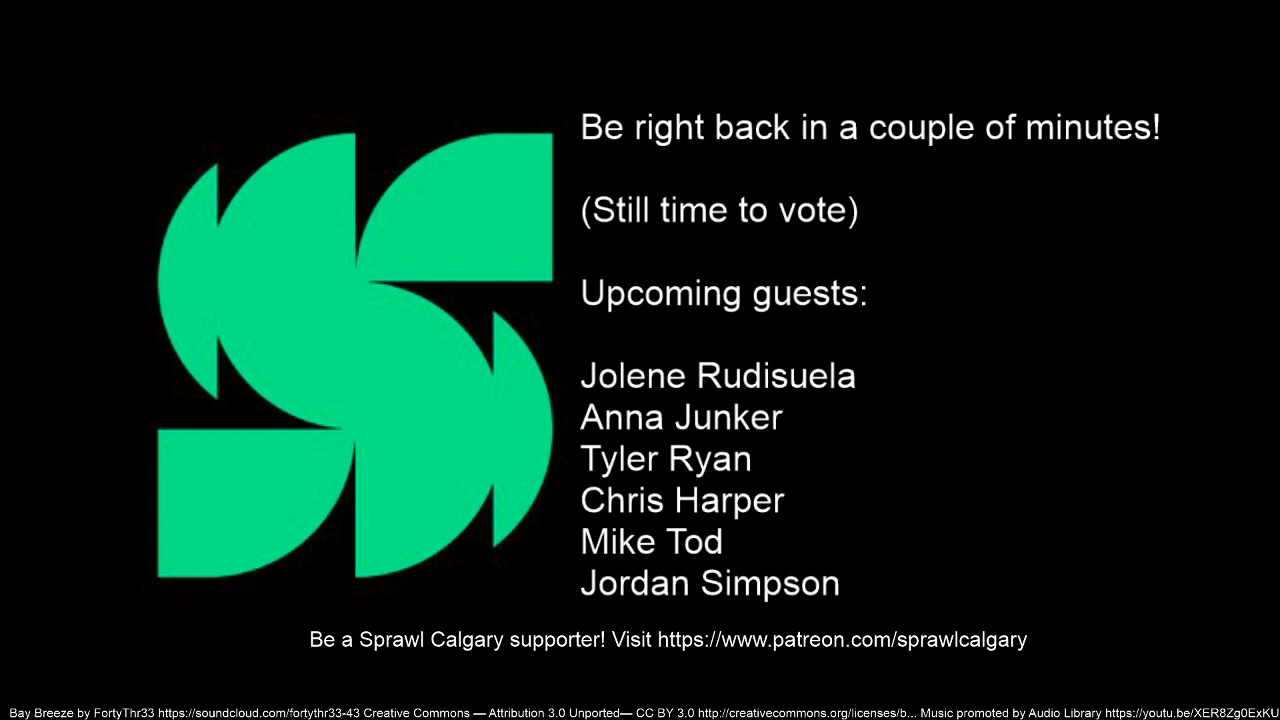 Be right back in a couple of minutes!
(Still time to vote)
Upcoming guests:
Jolene Rudisuela
Anna Junker
Tyler Ryan
Chris Harper
Mike Tod
Jordan Simpson
Be a Sprawl Calgary supporter! Visit https://www.patreon.com/sprawlcalgary
Bay Breeze by FortyThr33 https://soundcloud.com/fortythr33-43 Creative Commons — Attribution 3.0 Unported— CC BY 3.0 http://creativecommons.org/licenses/b... Music promoted by Audio Library https://youtu.be/XER8Zg0ExKU